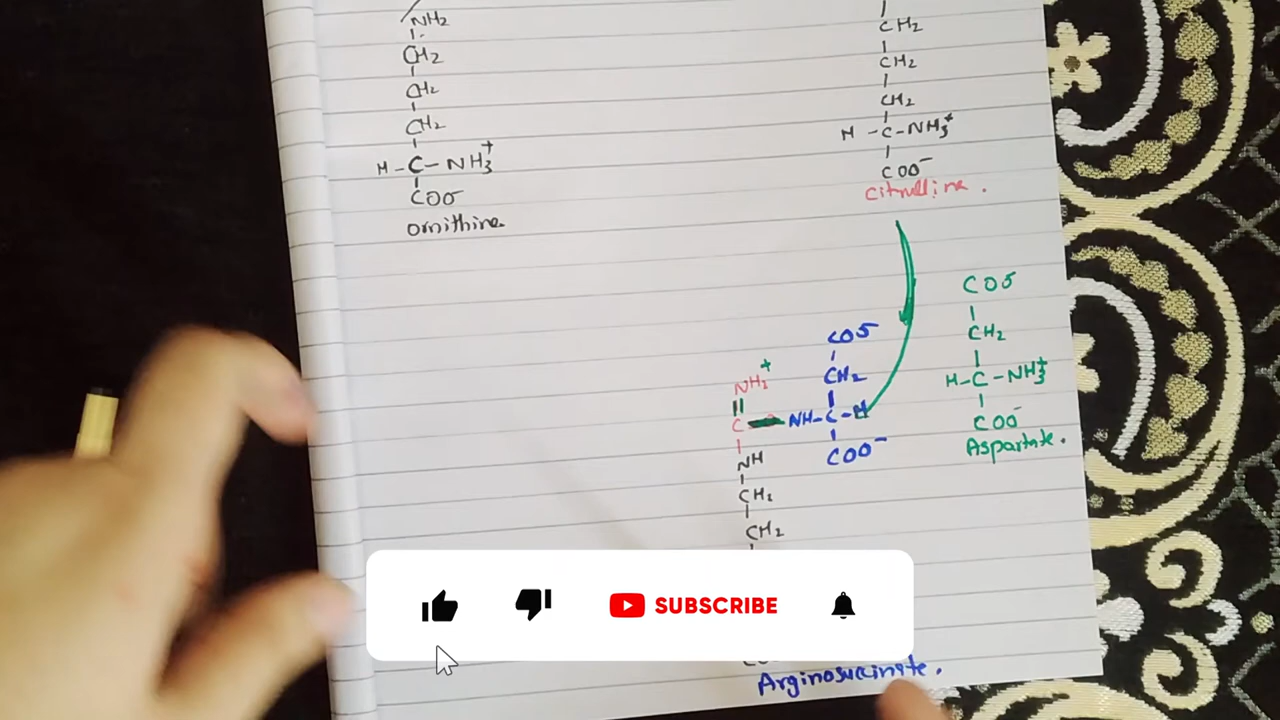 NH2
CH2
CH2
CH2
H-C-NH3+
COO-
ornithine
CH2
CH2
CH2
H-C-NH3+
COO-
Citrulline.
COO-
CH2
H-C-NH3+
COO-
Aspartate.
COO-
CH2
NH2+
C-NH-C-H
COO-
NH
CH2
CH2
SUBSCRIBE
Arginosuccinate.